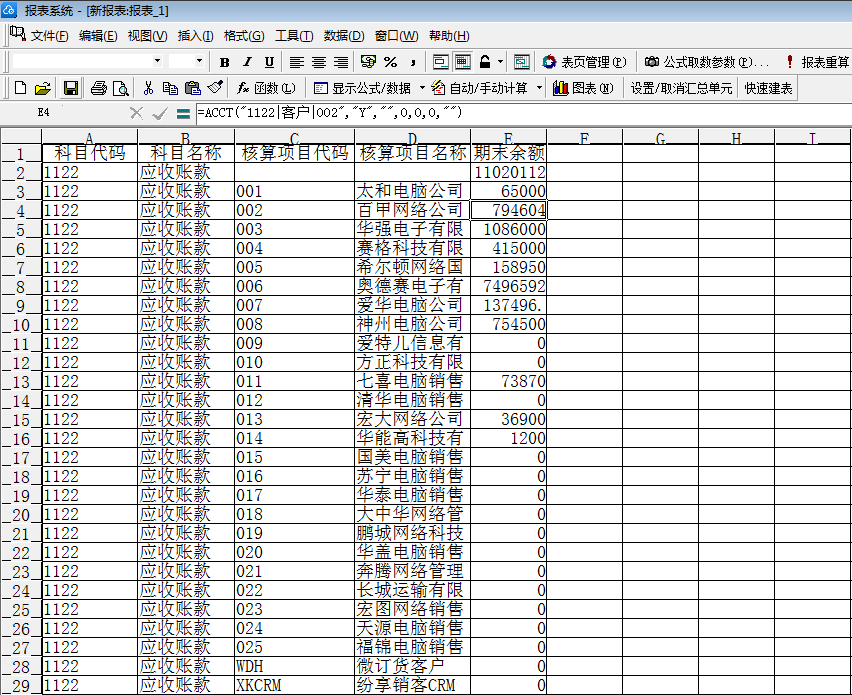 报表系统 - [新报表:报表_1]
文件(F) 编辑(E) 视图(V) 插入(I) 格式(G) 工具(T) 数据(D) 窗口(W) 帮助(H)
B I U % , 表页管理(P) 公式取数参数(P)... ! 报表重算
fx 函数(L) 显示公式/数据 自动/手动计算 图表(N) 设置/取消汇总单元 快速建表
E4 =ACCT("1122|客户|002","Y","",0,0,0,"")
A B C D E F G H I
1 科目代码 科目名称 核算项目代码 核算项目名称 期末余额
2 1122 应收账款 11020112
3 1122 应收账款 001 太和电脑公司 65000
4 1122 应收账款 002 百甲网络公司 794604
5 1122 应收账款 003 华强电子有限 1086000
6 1122 应收账款 004 赛格科技有限 415000
7 1122 应收账款 005 希尔顿网络国 158950
8 1122 应收账款 006 奥德赛电子有 7496592
9 1122 应收账款 007 爱华电脑公司 137496.
10 1122 应收账款 008 神州电脑公司 754500
11 1122 应收账款 009 爱特儿信息有 0
12 1122 应收账款 010 方正科技有限 0
13 1122 应收账款 011 七喜电脑销售 73870
14 1122 应收账款 012 清华电脑销售 0
15 1122 应收账款 013 宏大网络公司 36900
16 1122 应收账款 014 华能高科技有 1200
17 1122 应收账款 015 国美电脑销售 0
18 1122 应收账款 016 苏宁电脑销售 0
19 1122 应收账款 017 华泰电脑销售 0
20 1122 应收账款 018 大中华网络管 0
21 1122 应收账款 019 鹏城网络科技 0
22 1122 应收账款 020 华盖电脑销售 0
23 1122 应收账款 021 奔腾网络管理 0
24 1122 应收账款 022 长城运输有限 0
25 1122 应收账款 023 宏图网络销售 0
26 1122 应收账款 024 天源电脑销售 0
27 1122 应收账款 025 福锦电脑销售 0
28 1122 应收账款 WDH 微订货客户 0
29 1122 应收账款 XKCRM 纷享销客CRM 0